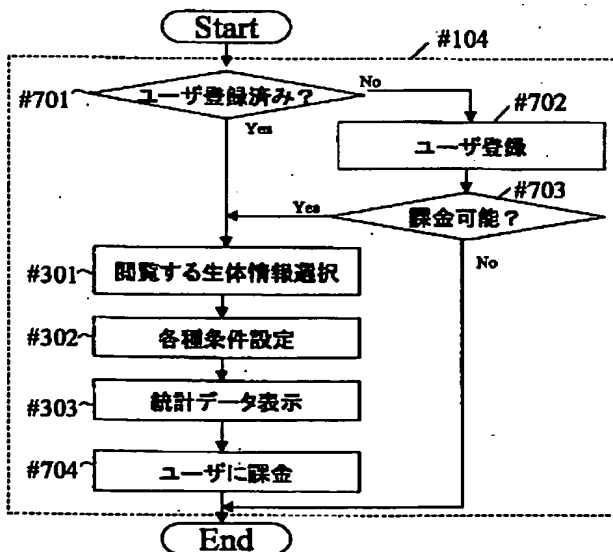 Start
#104
#701
ユーザ登録済み？
No
#702
Yes
ユーザ登録
#703
Yes
課金可能？
No
#301
閲覧する生体情報選択
#302
各種条件設定
#303
統計データ表示
#704
ユーザに課金
End